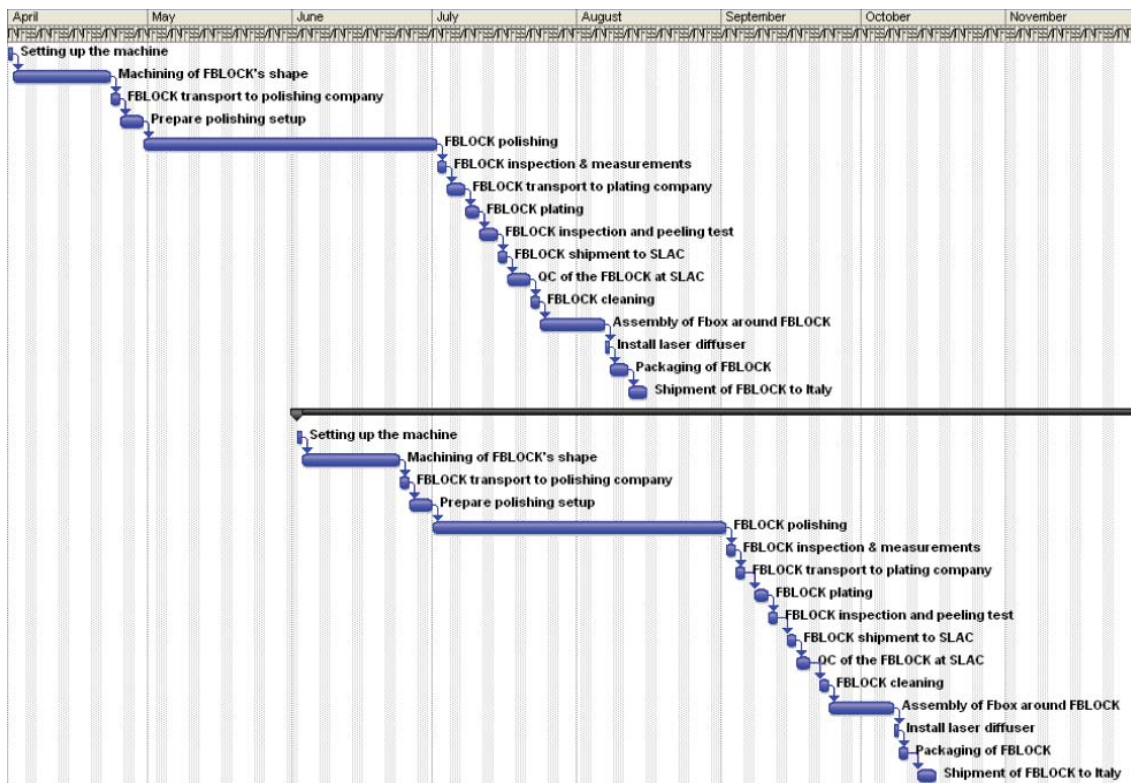 April May June July August September October November
Setting up the machine
Machining of FBLOCK's shape
FBLOCK transport to polishing company
Prepare polishing setup
FBLOCK polishing
FBLOCK inspection & measurements
FBLOCK transport to plating company
FBLOCK plating
FBLOCK inspection and peeling test
FBLOCK shipment to SLAC
QC of the FBLOCK at SLAC
FBLOCK cleaning
Assembly of Fbox around FBLOCK
Install laser diffuser
Packaging of FBLOCK
Shipment of FBLOCK to Italy
Setting up the machine
Machining of FBLOCK's shape
FBLOCK transport to polishing company
Prepare polishing setup
FBLOCK polishing
FBLOCK inspection & measurements
FBLOCK transport to plating company
FBLOCK plating
FBLOCK inspection and peeling test
FBLOCK shipment to SLAC
QC of the FBLOCK at SLAC
FBLOCK cleaning
Assembly of Fbox around FBLOCK
Install laser diffuser
Packaging of FBLOCK
Shipment of FBLOCK to Italy